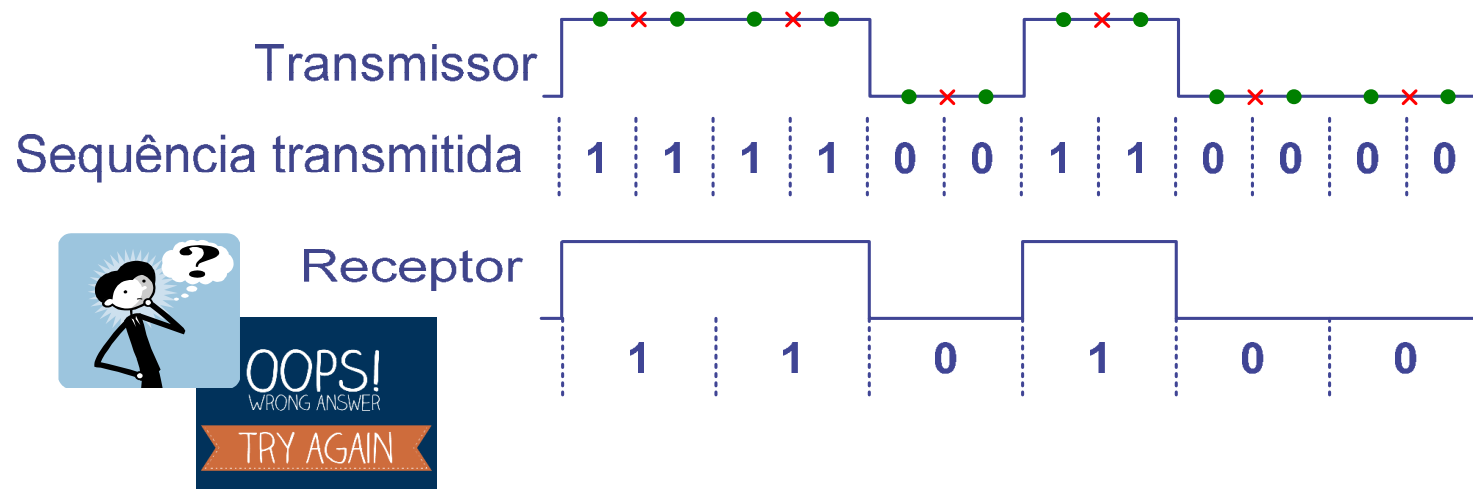 Transmissor
Sequência transmitida 1 1 1 1 0 0 1 1 0 0 0 0
Receptor
1 1 0 1 0 0
?
OOPS!
WRONG ANSWER
TRY AGAIN